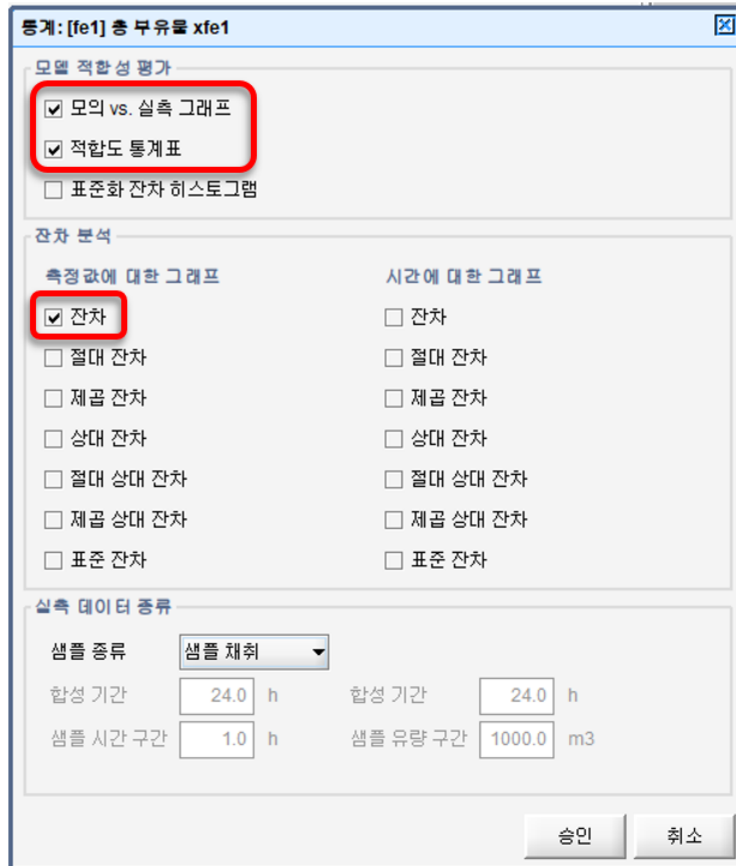 통계: [fe1] 총 부유물 xfe1
모델 적합성 평가
모의 vs. 실측 그래프
적합도 통계표
표준화 잔차 히스토그램
잔차 분석
측정값에 대한 그래프 시간에 대한 그래프
잔차 잔차
절대 잔차 절대 잔차
제곱 잔차 제곱 잔차
상대 잔차 상대 잔차
절대 상대 잔차 절대 상대 잔차
제곱 상대 잔차 제곱 상대 잔차
표준 잔차 표준 잔차
실측 데이터 종류
샘플 종류 샘플 채취
합성 기간 24.0 h 합성 기간 24.0 h
샘플 시간 구간 1.0 h 샘플 유량 구간 1000.0 m3
승인 취소